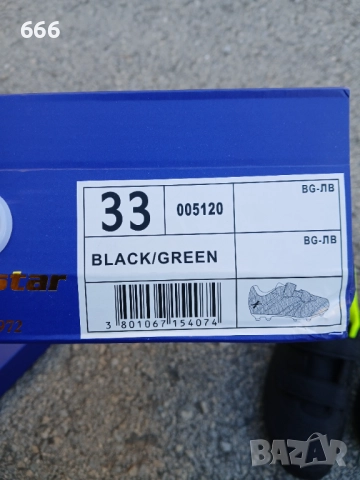 666
33
005120
BG-ЛВ
BLACK/GREEN
BG-ЛВ
3 801067 154074
star
BAZAR